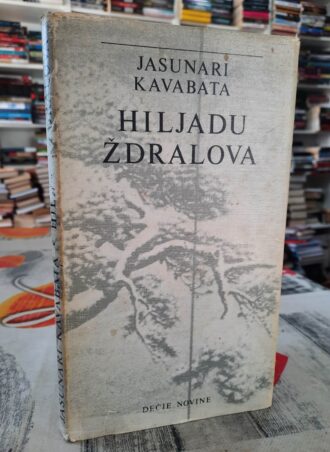 JASUNARI
KAVABATA
HILJADU
ŽDRALOVA
DEČJE NOVINE
JASUNARI KAVABATA